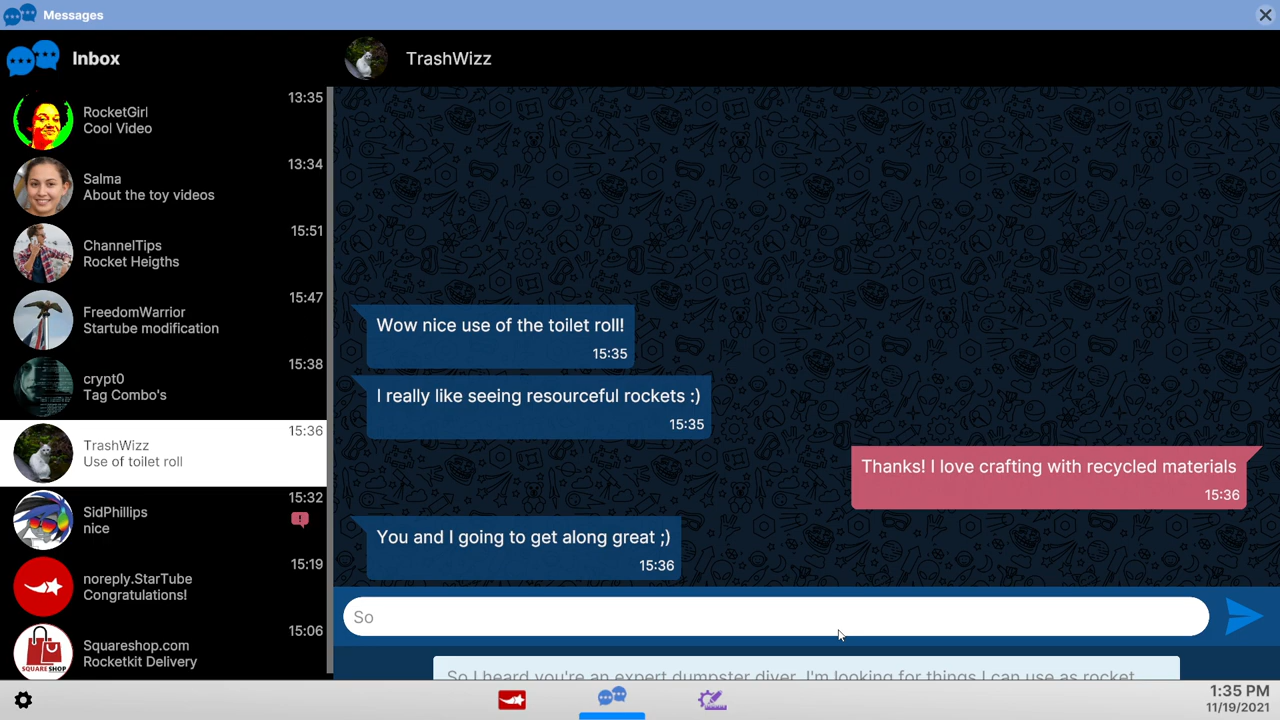 Messages
Inbox
TrashWizz
13:35
RocketGirl
Cool Video
13:34
Salma
About the toy videos
15:51
ChannelTips
Rocket Heigths
15:47
FreedomWarrior
Startube modification
15:38
crypt0
Tag Combo's
15:36
TrashWizz
Use of toilet roll
15:32
SidPhillips
nice
15:19
noreply.StarTube
Congratulations!
15:06
Squareshop.com
Rocketkit Delivery
SQUARE SHOP
Wow nice use of the toilet roll!
15:35
I really like seeing resourceful rockets :)
15:35
Thanks! I love crafting with recycled materials
15:36
You and I going to get along great ;)
15:36
So
So I heard you're an expert dumpster diver. I'm looking for things I can use as rocket
1:35 PM
11/19/2021